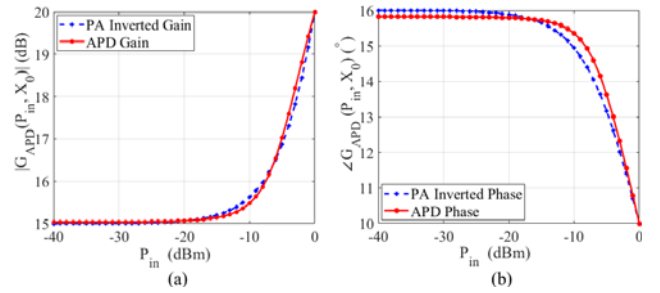 20
19
18
17
16
15
|G_APD(P_in, X_0)| (dB)
PA Inverted Gain
APD Gain
-40 -30 -20 -10 0
P_in (dBm)
(a)
16
15
14
13
12
11
10
∠G_APD(P_in, X_0) (°)
PA Inverted Phase
APD Phase
-40 -30 -20 -10 0
P_in (dBm)
(b)